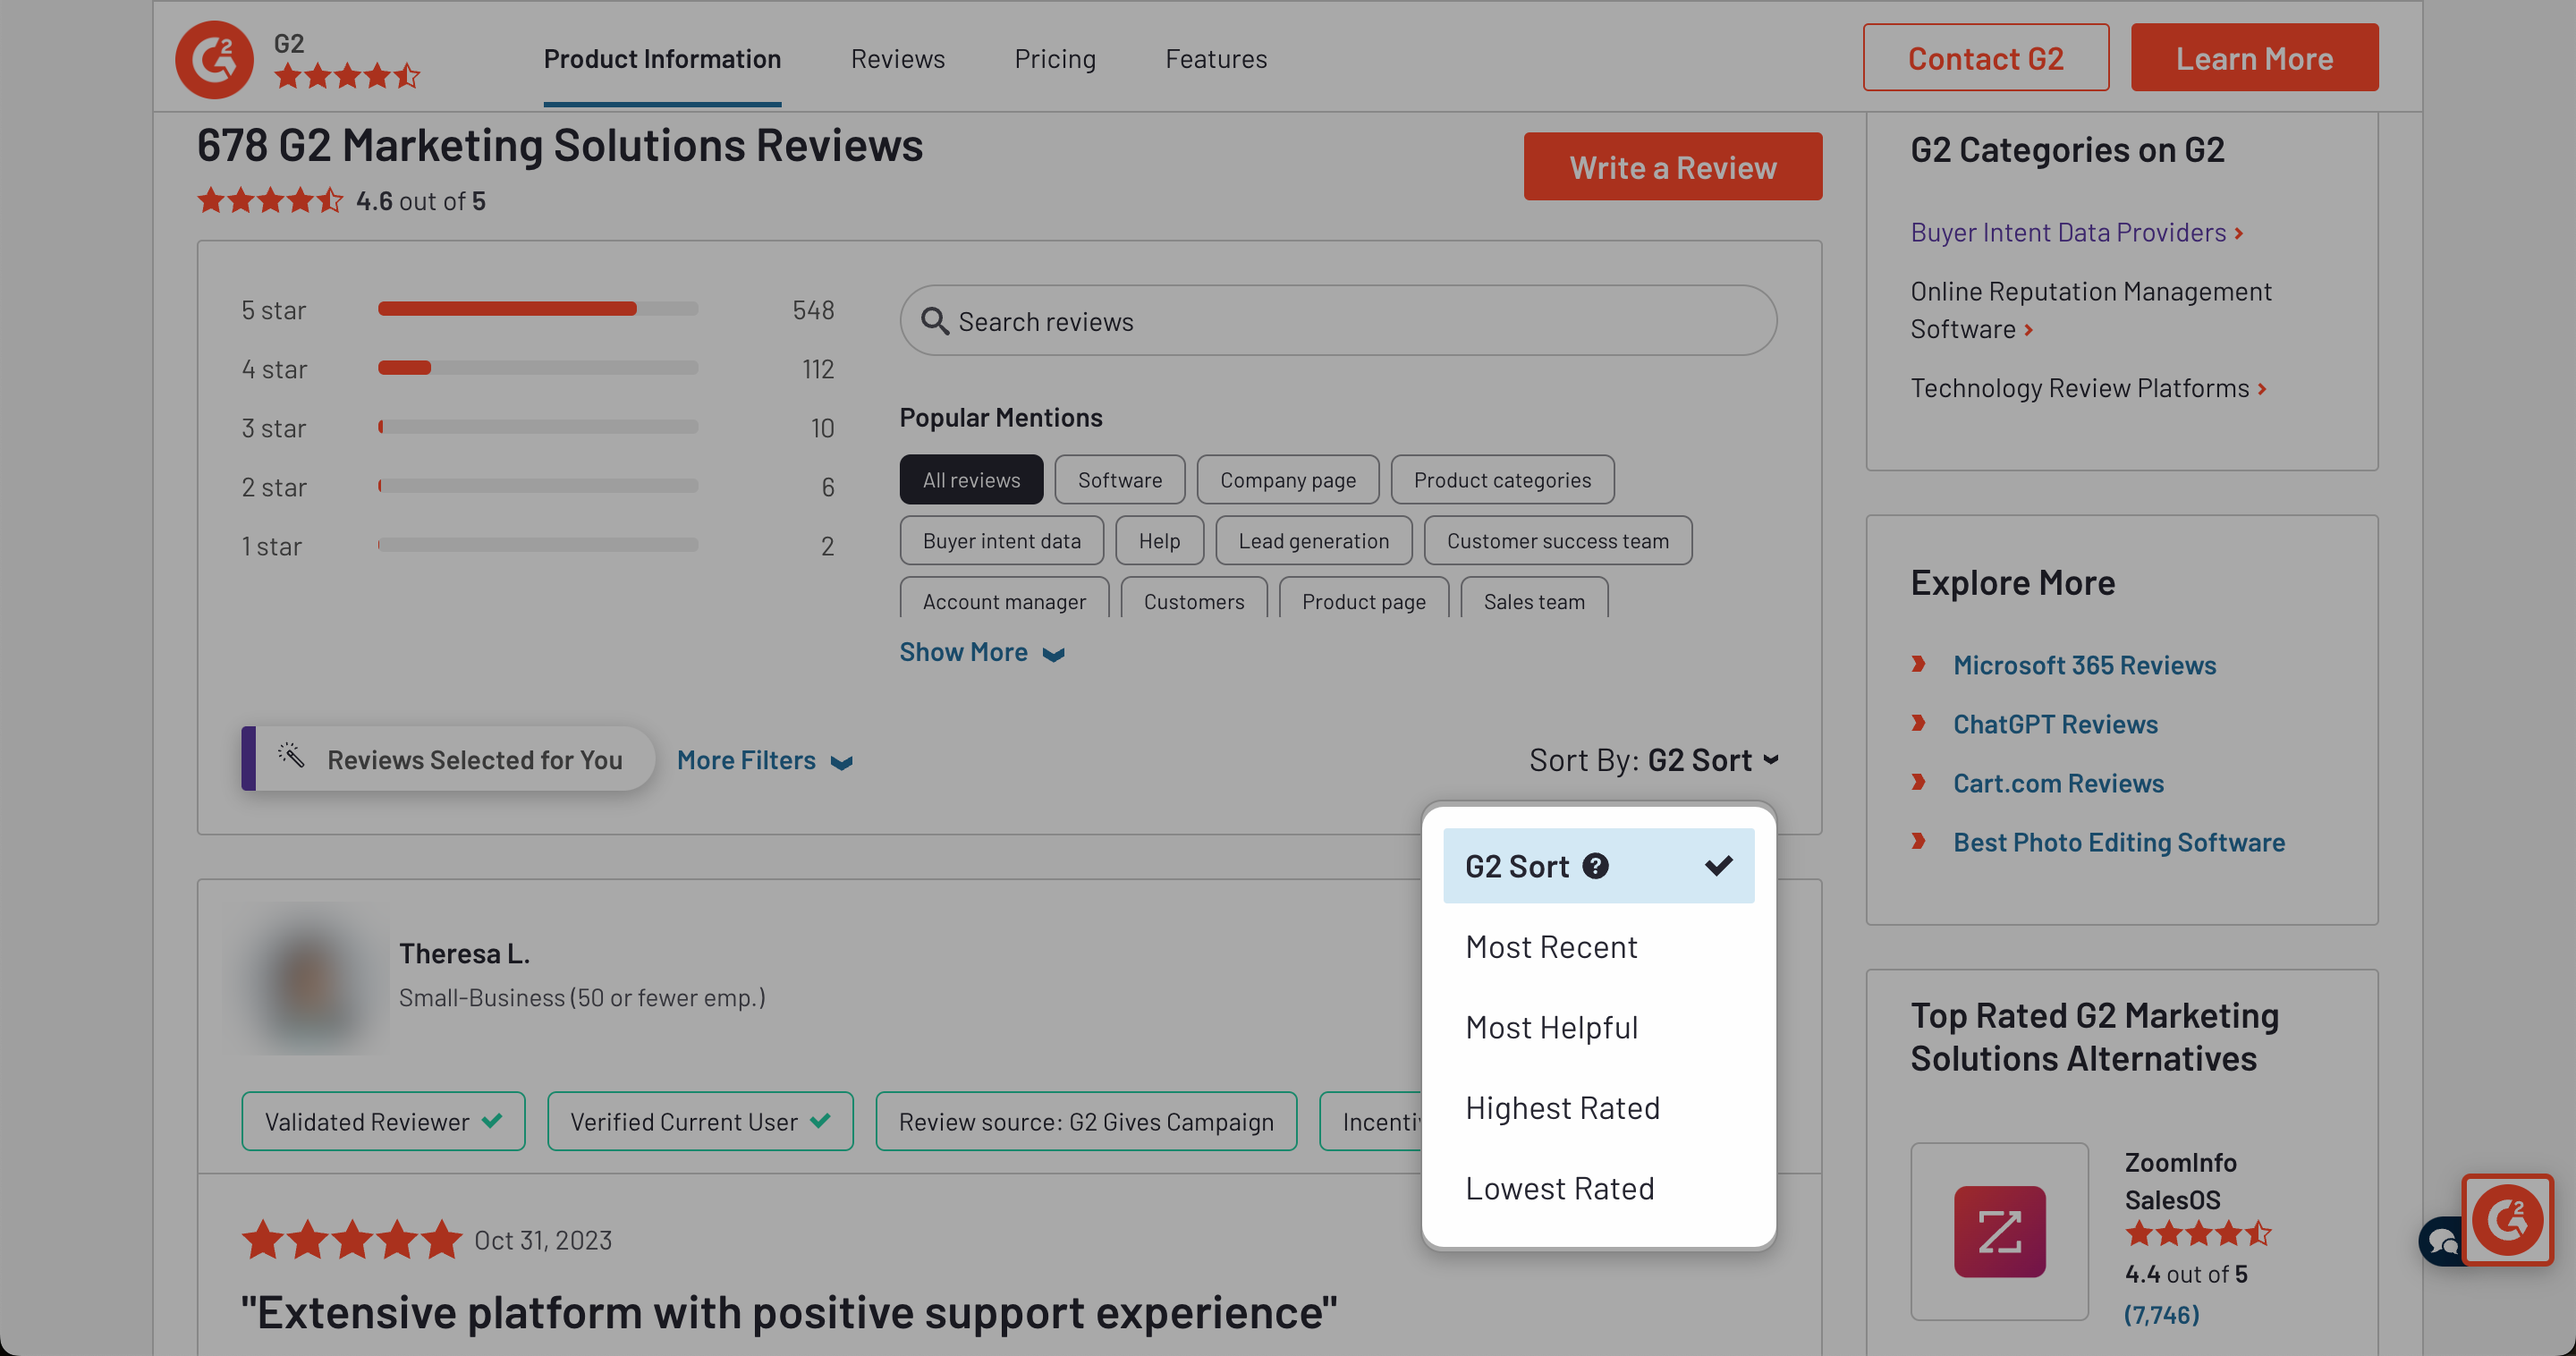 G2
Product Information
Reviews
Pricing
Features
Contact G2
Learn More
678 G2 Marketing Solutions Reviews
4.6 out of 5
Write a Review
5 star 548
4 star 112
3 star 10
2 star 6
1 star 2
Search reviews
Popular Mentions
All reviews Software Company page Product categories
Buyer intent data Help Lead generation Customer success team
Account manager Customers Product page Sales team
Show More
Reviews Selected for You
More Filters
Sort By: G2 Sort
G2 Sort ?
Most Recent
Most Helpful
Highest Rated
Lowest Rated
Theresa L.
Small-Business (50 or fewer emp.)
Validated Reviewer
Verified Current User
Review source: G2 Gives Campaign
Oct 31, 2023
"Extensive platform with positive support experience"
G2 Categories on G2
Buyer Intent Data Providers
Online Reputation Management
Software
Technology Review Platforms
Explore More
Microsoft 365 Reviews
ChatGPT Reviews
Cart.com Reviews
Best Photo Editing Software
Top Rated G2 Marketing
Solutions Alternatives
ZoomInfo
SalesOS
4.4 out of 5
(7,746)